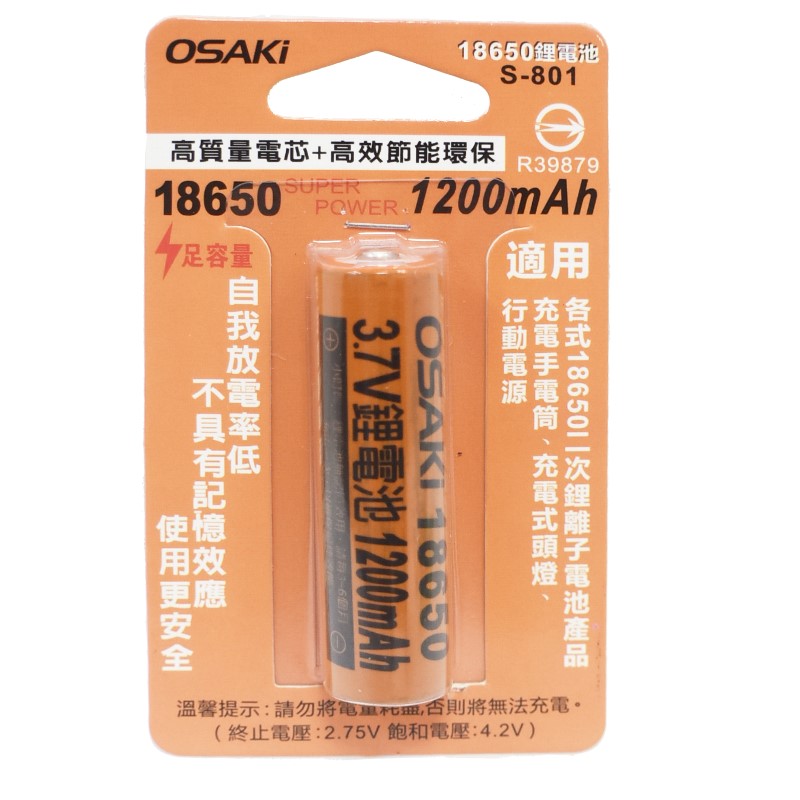 OSAKi
18650鋰電池
S-801
高質量電芯+高效節能環保
R39879
18650
SUPER
POWER
1200mAh
足容量
自我放電率低
不具有記憶效應
使用更安全
適用
各式18650二次鋰離子電池產品
充電手電筒、充電式頭燈、
行動電源
OSAKi 18650
3.7V鋰電池 1200mAh
溫馨提示:請勿將電量耗盡,否則將無法充電。
(終止電壓:2.75V 飽和電壓:4.2V)